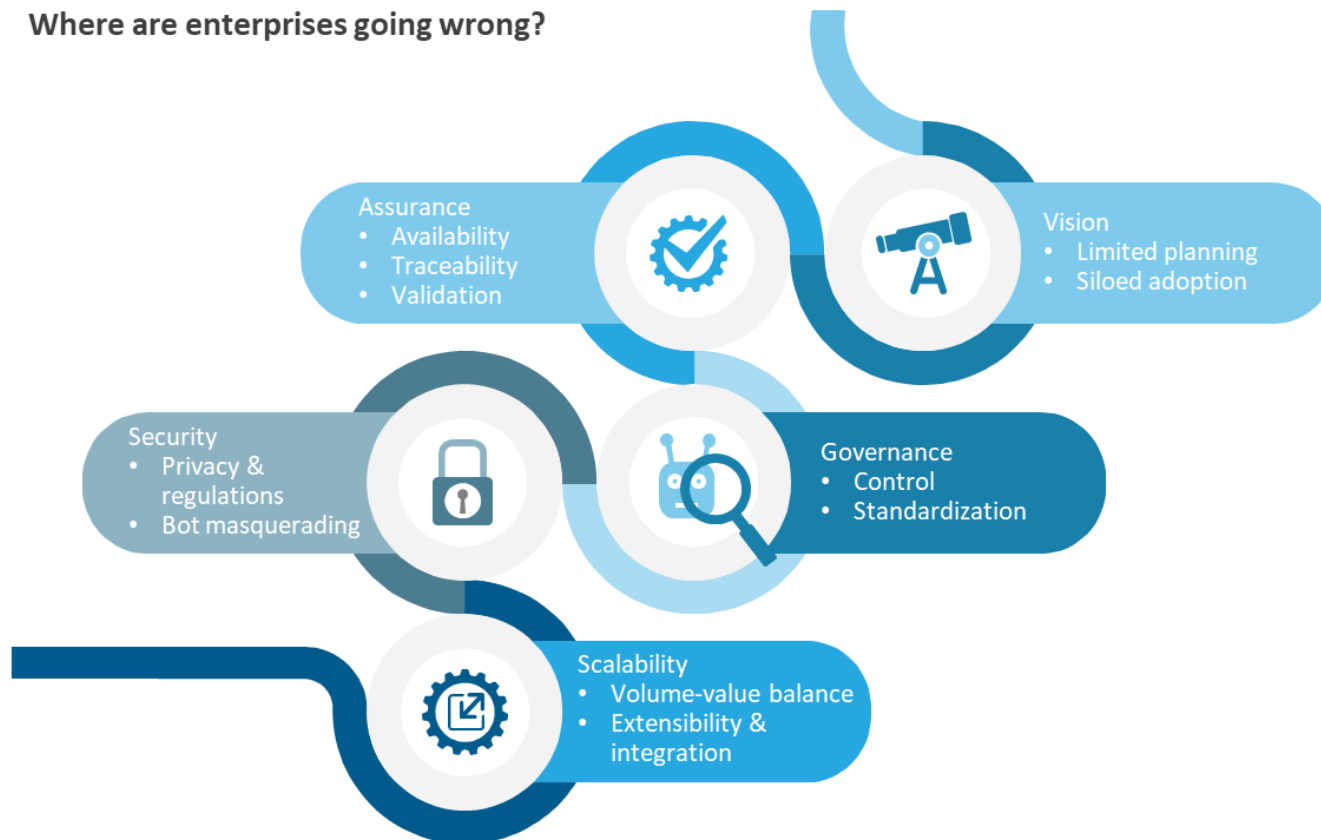 Where are enterprises going wrong?
Assurance
• Availability
• Traceability
• Validation
Vision
• Limited planning
• Siloed adoption
Security
• Privacy &
regulations
• Bot masquerading
Governance
• Control
• Standardization
Scalability
• Volume-value balance
• Extensibility &
integration